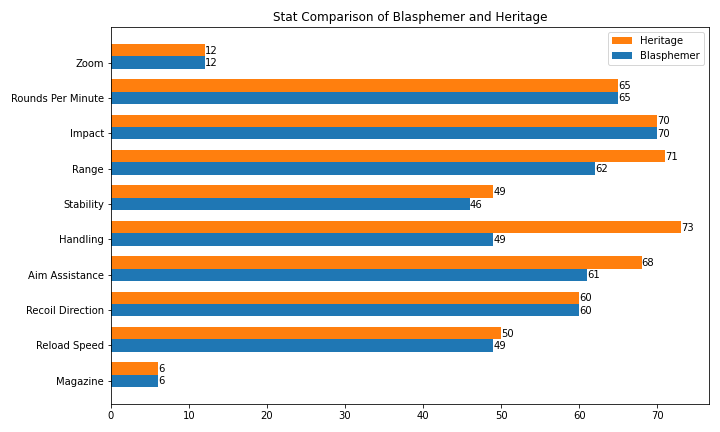 Stat Comparison of Blasphemer and Heritage
Heritage
Blasphemer
Zoom
12
12
Rounds Per Minute
65
65
Impact
70
70
Range
71
62
Stability
49
46
Handling
73
49
Aim Assistance
68
61
Recoil Direction
60
60
Reload Speed
50
49
Magazine
6
6
0 10 20 30 40 50 60 70